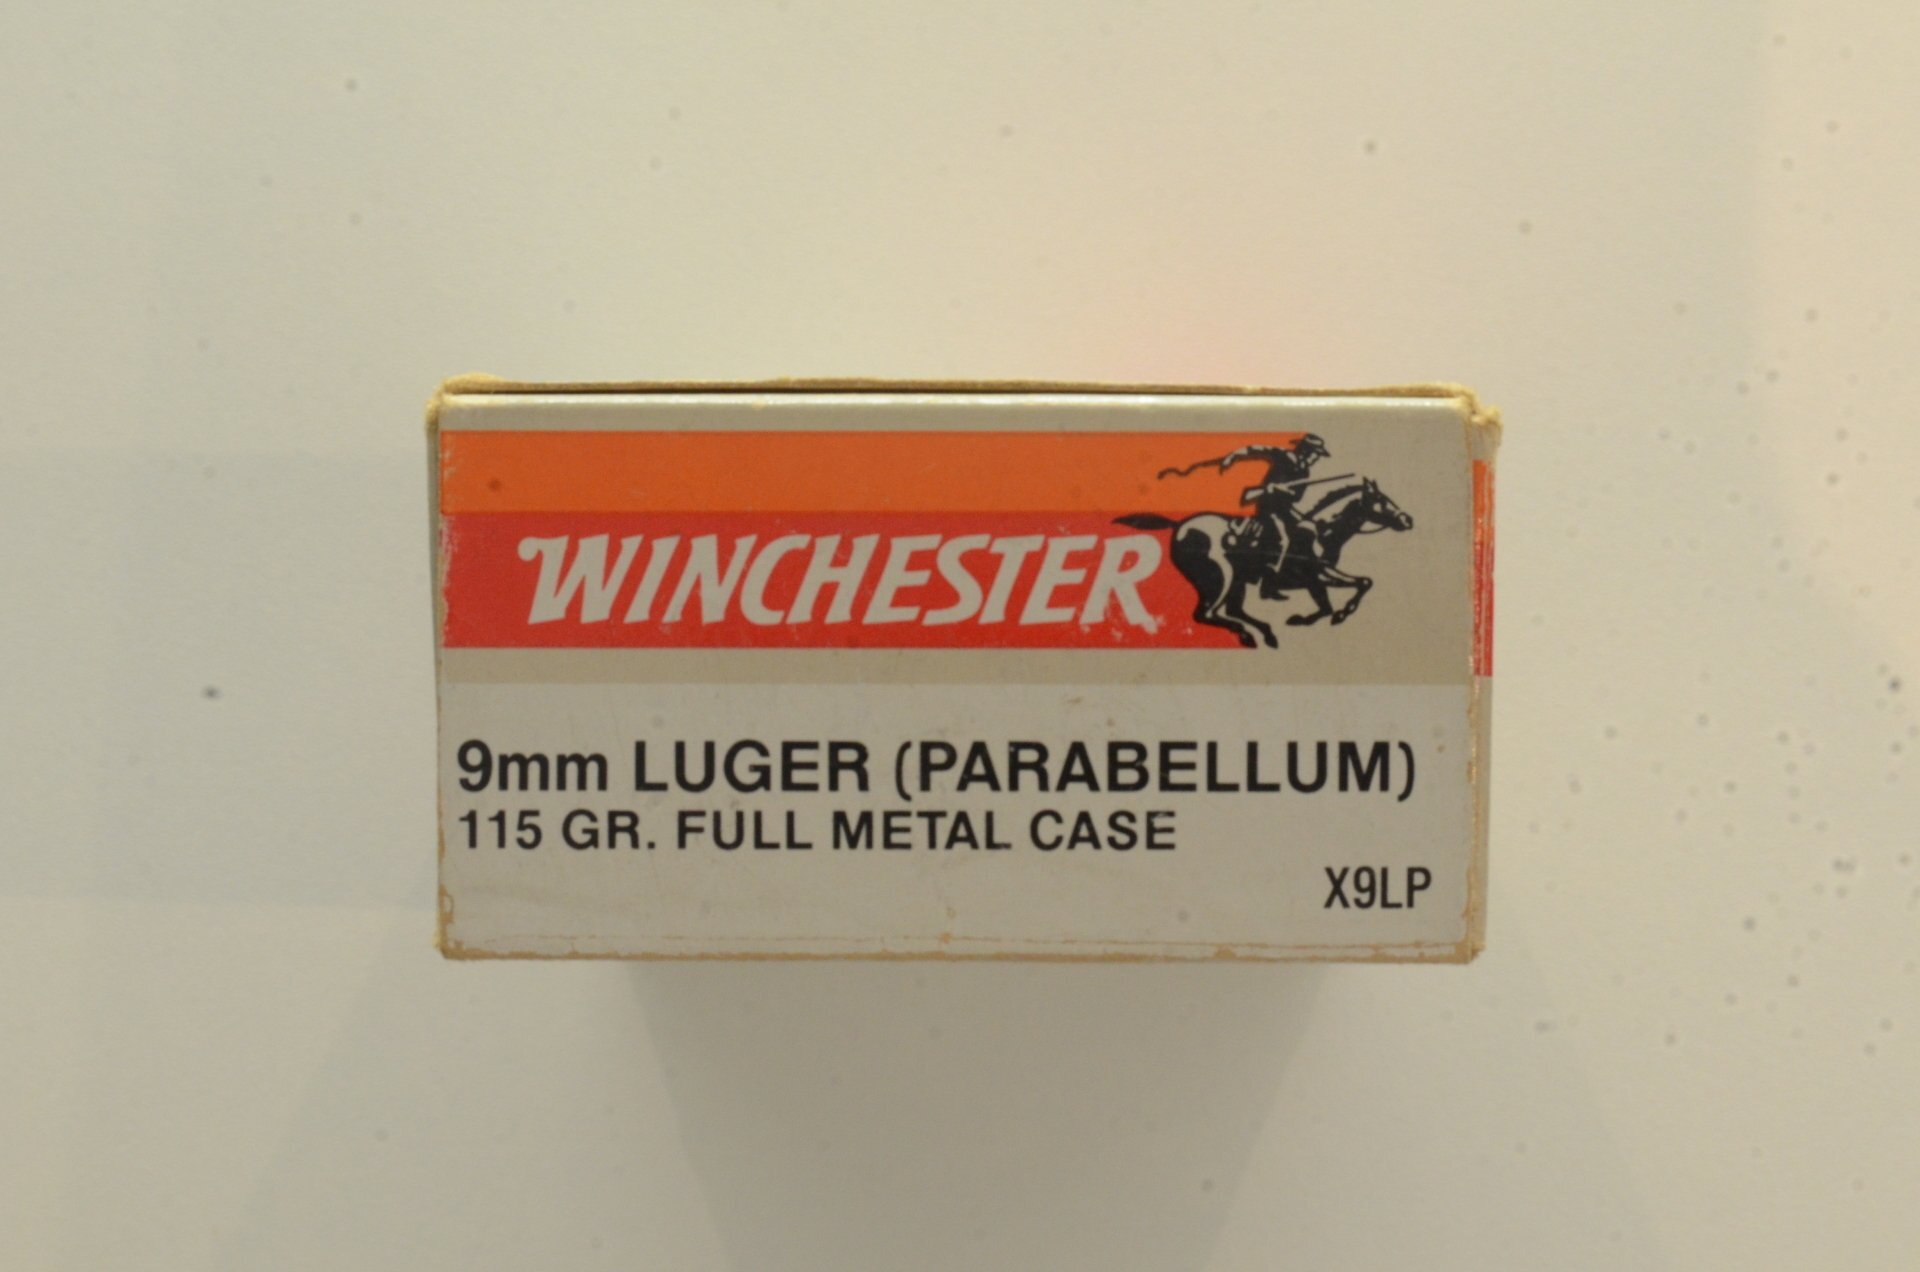 WINCHESTER
9mm LUGER (PARABELLUM)
115 GR. FULL METAL CASE
X9LP